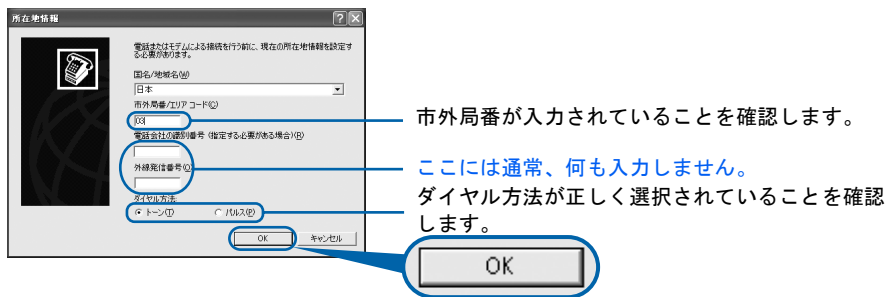 所在地情報
電話またはモデムによる接続を行う前に、現在の所在地情報を設定す
る必要があります。
国名/地域名(W)
日本
市外局番/エリア コード(C)
03
電話会社の識別番号 (指定する必要がある場合)(R)
外線発信番号(O)
ダイヤル方法:
トーン(T) パルス(P)
OK キャンセル
市外局番が入力されていることを確認します。
ここには通常、何も入力しません。
ダイヤル方法が正しく選択されていることを確認
します。
OK